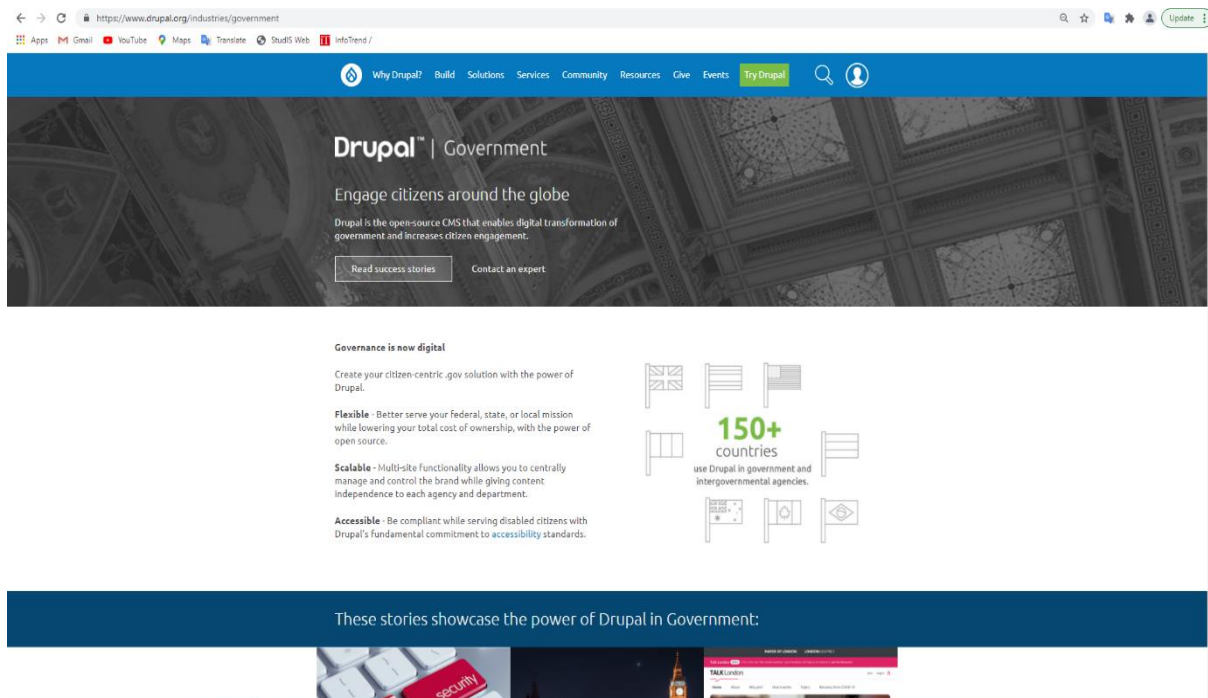 https://www.drupal.org/industries/government
Update
Apps Gmail YouTube Maps Translate StudIS Web InfoTrend /
Why Drupal? Build Solutions Services Community Resources Give Events Try Drupal
Drupal™ | Government
Engage citizens around the globe
Drupal is the open-source CMS that enables digital transformation of
government and increases citizen engagement.
Read success stories Contact an expert
Governance is now digital
Create your citizen-centric .gov solution with the power of
Drupal.
Flexible - Better serve your federal, state, or local mission
while lowering your total cost of ownership, with the power of
open source.
Scalable - Multi-site functionality allows you to centrally
manage and control the brand while giving content
independence to each agency and department.
Accessible - Be compliant while serving disabled citizens with
Drupal's fundamental commitment to accessibility standards.
150+
countries
use Drupal in government and
intergovernmental agencies.
These stories showcase the power of Drupal in Government:
security
TALK London